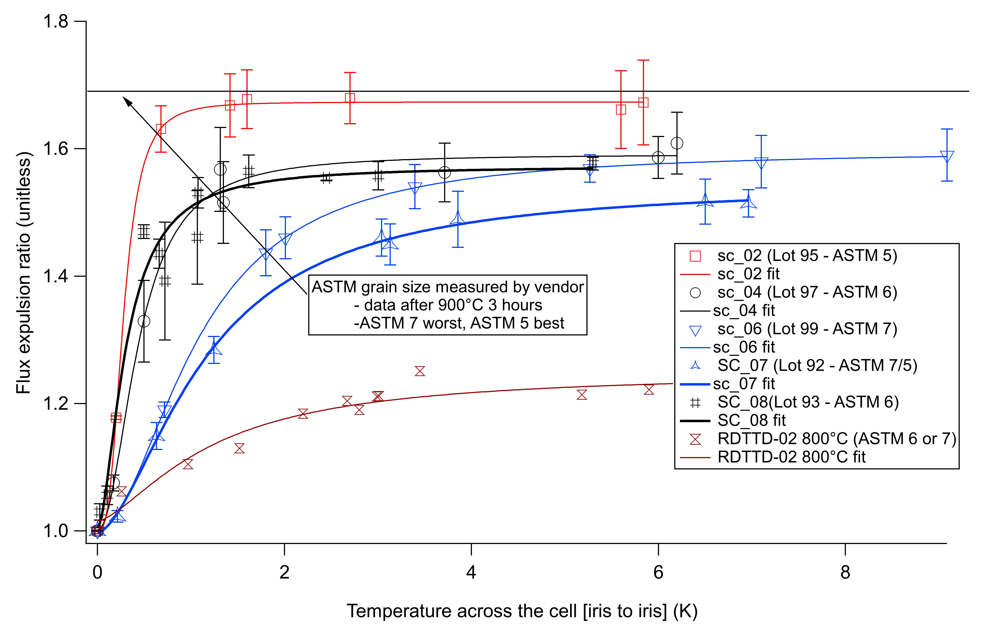 1.8
1.6
1.4
1.2
1.0
Flux expulsion ratio (unitless)
ASTM grain size measured by vendor
- data after 900°C 3 hours
-ASTM 7 worst, ASTM 5 best
sc_02 (Lot 95 - ASTM 5)
sc_02 fit
sc_04 (Lot 97 - ASTM 6)
sc_04 fit
sc_06 (Lot 99 - ASTM 7)
sc_06 fit
SC_07 (Lot 92 - ASTM 7/5)
sc_07 fit
SC_08(Lot 93 - ASTM 6)
SC_08 fit
RDTTD-02 800°C (ASTM 6 or 7)
RDTTD-02 800°C fit
0 2 4 6 8
Temperature across the cell [iris to iris] (K)